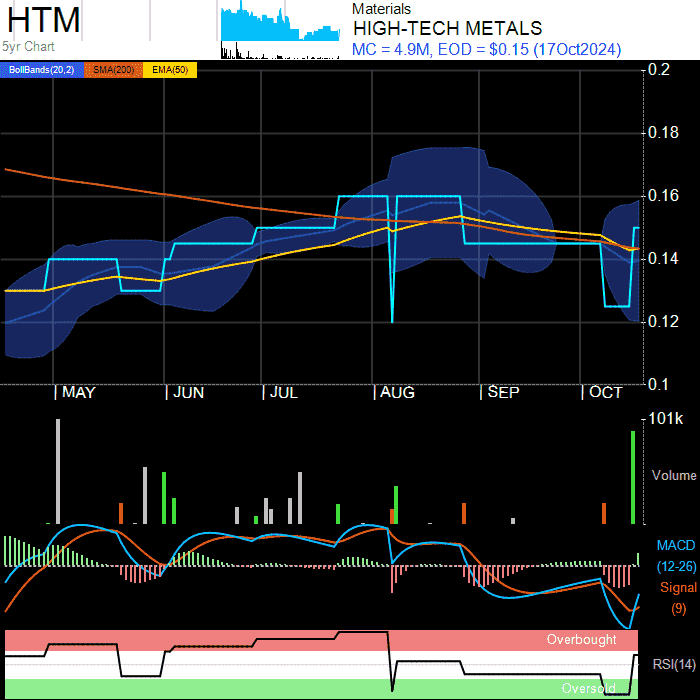 HTM
5yr Chart
Materials
HIGH-TECH METALS
MC = 4.9M, EOD = $0.15 (17Oct2024)
BollBands(20,2) SMA(200) EMA(50)
0.2
0.18
0.16
0.14
0.12
0.1
| MAY | JUN | JUL | AUG | SEP | OCT
101k
Volume
MACD
(12-26)
Signal
(9)
Overbought
RSI(14)
Oversold